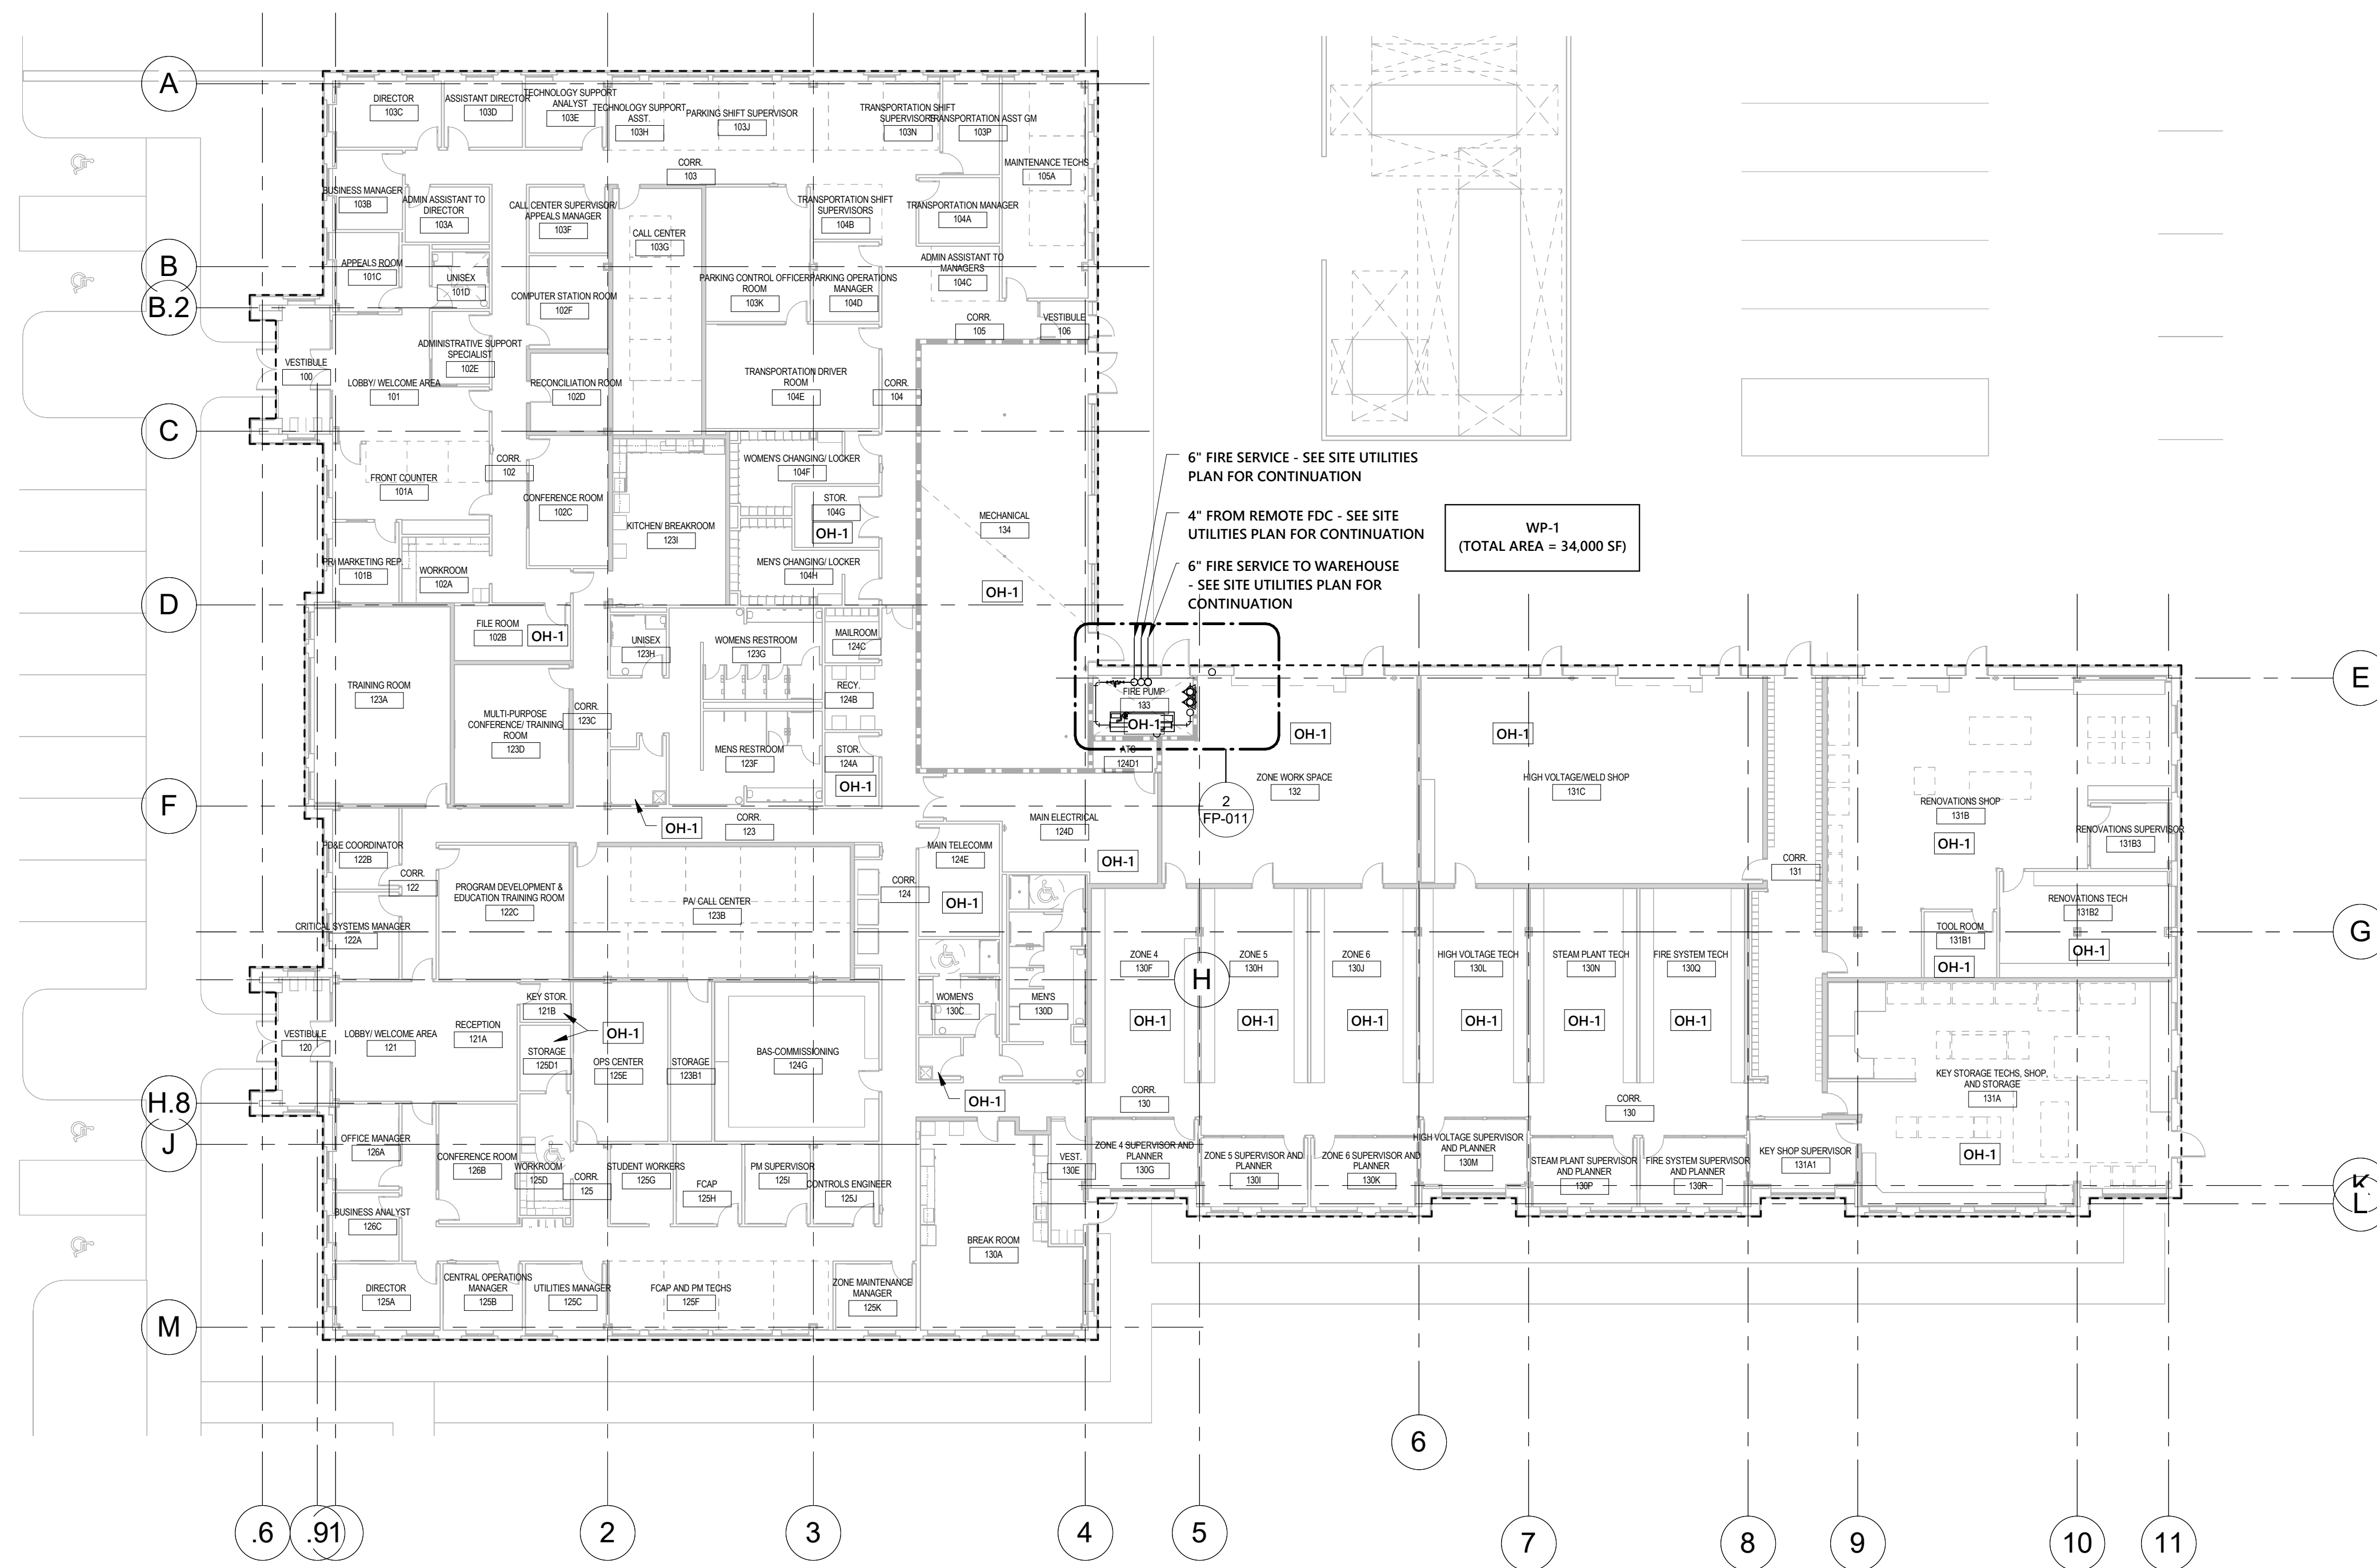 A
DIRECTOR
103C
ASSISTANT DIRECTOR
103D
TECHNOLOGY SUPPORT
ANALYST
103E
TECHNOLOGY SUPPORT
ASST.
103H
PARKING SHIFT SUPERVISOR
103J
TRANSPORTATION SHIFT
SUPERVISORS
103N
TRANSPORTATION ASST GM
103P
CORR.
103
MAINTENANCE TECHS
105A
BUSINESS MANAGER
103B
ADMIN ASSISTANT TO
DIRECTOR
103A
CALL CENTER SUPERVISOR/
APPEALS MANAGER
103F
CALL CENTER
103G
TRANSPORTATION SHIFT
SUPERVISORS
104B
TRANSPORTATION MANAGER
104A
B
APPEALS ROOM
101C
UNISEX
101D
ADMIN ASSISTANT TO
MANAGERS
104C
COMPUTER STATION ROOM
102F
PARKING CONTROL OFFICER
ROOM
103K
PARKING OPERATIONS
MANAGER
104D
B.2
CORR.
105
VESTIBULE
106
ADMINISTRATIVE SUPPORT
SPECIALIST
102E
VESTIBULE
100
LOBBY/ WELCOME AREA
101
RECONCILIATION ROOM
102D
TRANSPORTATION DRIVER
ROOM
104E
CORR.
104
C
FRONT COUNTER
101A
CORR.
102
CONFERENCE ROOM
102C
KITCHEN/ BREAKROOM
123I
WOMEN'S CHANGING/ LOCKER
104F
STOR.
104G
OH-1
MECHANICAL
134
OH-1
6" FIRE SERVICE - SEE SITE UTILITIES
PLAN FOR CONTINUATION
4" FROM REMOTE FDC - SEE SITE
UTILITIES PLAN FOR CONTINUATION
6" FIRE SERVICE TO WAREHOUSE
- SEE SITE UTILITIES PLAN FOR
CONTINUATION
WP-1
(TOTAL AREA = 34,000 SF)
PR/ MARKETING REP.
101B
WORKROOM
102A
MEN'S CHANGING/ LOCKER
104H
D
FILE ROOM
102B
OH-1
UNISEX
123H
WOMENS RESTROOM
123G
MAILROOM
124C
TRAINING ROOM
123A
RECY.
124B
FIRE PUMP
133
OH-1
E
MULTI-PURPOSE
CONFERENCE/ TRAINING
ROOM
123D
CORR.
123C
MENS RESTROOM
123F
STOR.
124A
OH-1
ATS
124D1
OH-1
OH-1
ZONE WORK SPACE
132
HIGH VOLTAGE/WELD SHOP
131C
F
OH-1
CORR.
123
2
FP-011
RENOVATIONS SHOP
131B
OH-1
RENOVATIONS SUPERVISOR
131B3
PD&E COORDINATOR
122B
CORR.
122
MAIN ELECTRICAL
124D
OH-1
MAIN TELECOMM
124E
OH-1
CORR.
131
PROGRAM DEVELOPMENT &
EDUCATION TRAINING ROOM
122C
PA/ CALL CENTER
123B
CORR.
124
RENOVATIONS TECH
131B2
OH-1
CRITICAL SYSTEMS MANAGER
122A
TOOL ROOM
131B1
OH-1
G
ZONE 4
130F
OH-1
H
ZONE 5
130H
OH-1
ZONE 6
130J
OH-1
HIGH VOLTAGE TECH
130L
OH-1
STEAM PLANT TECH
130N
OH-1
FIRE SYSTEM TECH
130Q
OH-1
KEY STOR.
121B
OH-1
WOMEN'S
130C
MEN'S
130D
VESTIBULE
120
LOBBY/ WELCOME AREA
121
RECEPTION
121A
STORAGE
125D1
OPS CENTER
125E
STORAGE
123B1
BAS-COMMISSIONING
124G
OH-1
KEY STORAGE TECHS, SHOP,
AND STORAGE
131A
OH-1
H.8
CORR.
130
CORR.
130
J
OFFICE MANAGER
126A
CONFERENCE ROOM
126B
WORKROOM
125D
CORR.
125
STUDENT WORKERS
125G
FCAP
125H
PM SUPERVISOR
125I
CONTROLS ENGINEER
125J
VEST.
130E
ZONE 4 SUPERVISOR AND
PLANNER
130G
ZONE 5 SUPERVISOR AND
PLANNER
130I
ZONE 6 SUPERVISOR AND
PLANNER
130K
HIGH VOLTAGE SUPERVISOR
AND PLANNER
130M
STEAM PLANT SUPERVISOR
AND PLANNER
130P
FIRE SYSTEM SUPERVISOR
AND PLANNER
130R
KEY SHOP SUPERVISOR
131A1
K
L
BUSINESS ANALYST
126C
BREAK ROOM
130A
DIRECTOR
125A
CENTRAL OPERATIONS
MANAGER
125B
UTILITIES MANAGER
125C
FCAP AND PM TECHS
125F
ZONE MAINTENANCE
MANAGER
125K
M
.6
.9
1
2
3
4
5
6
7
8
9
10
11